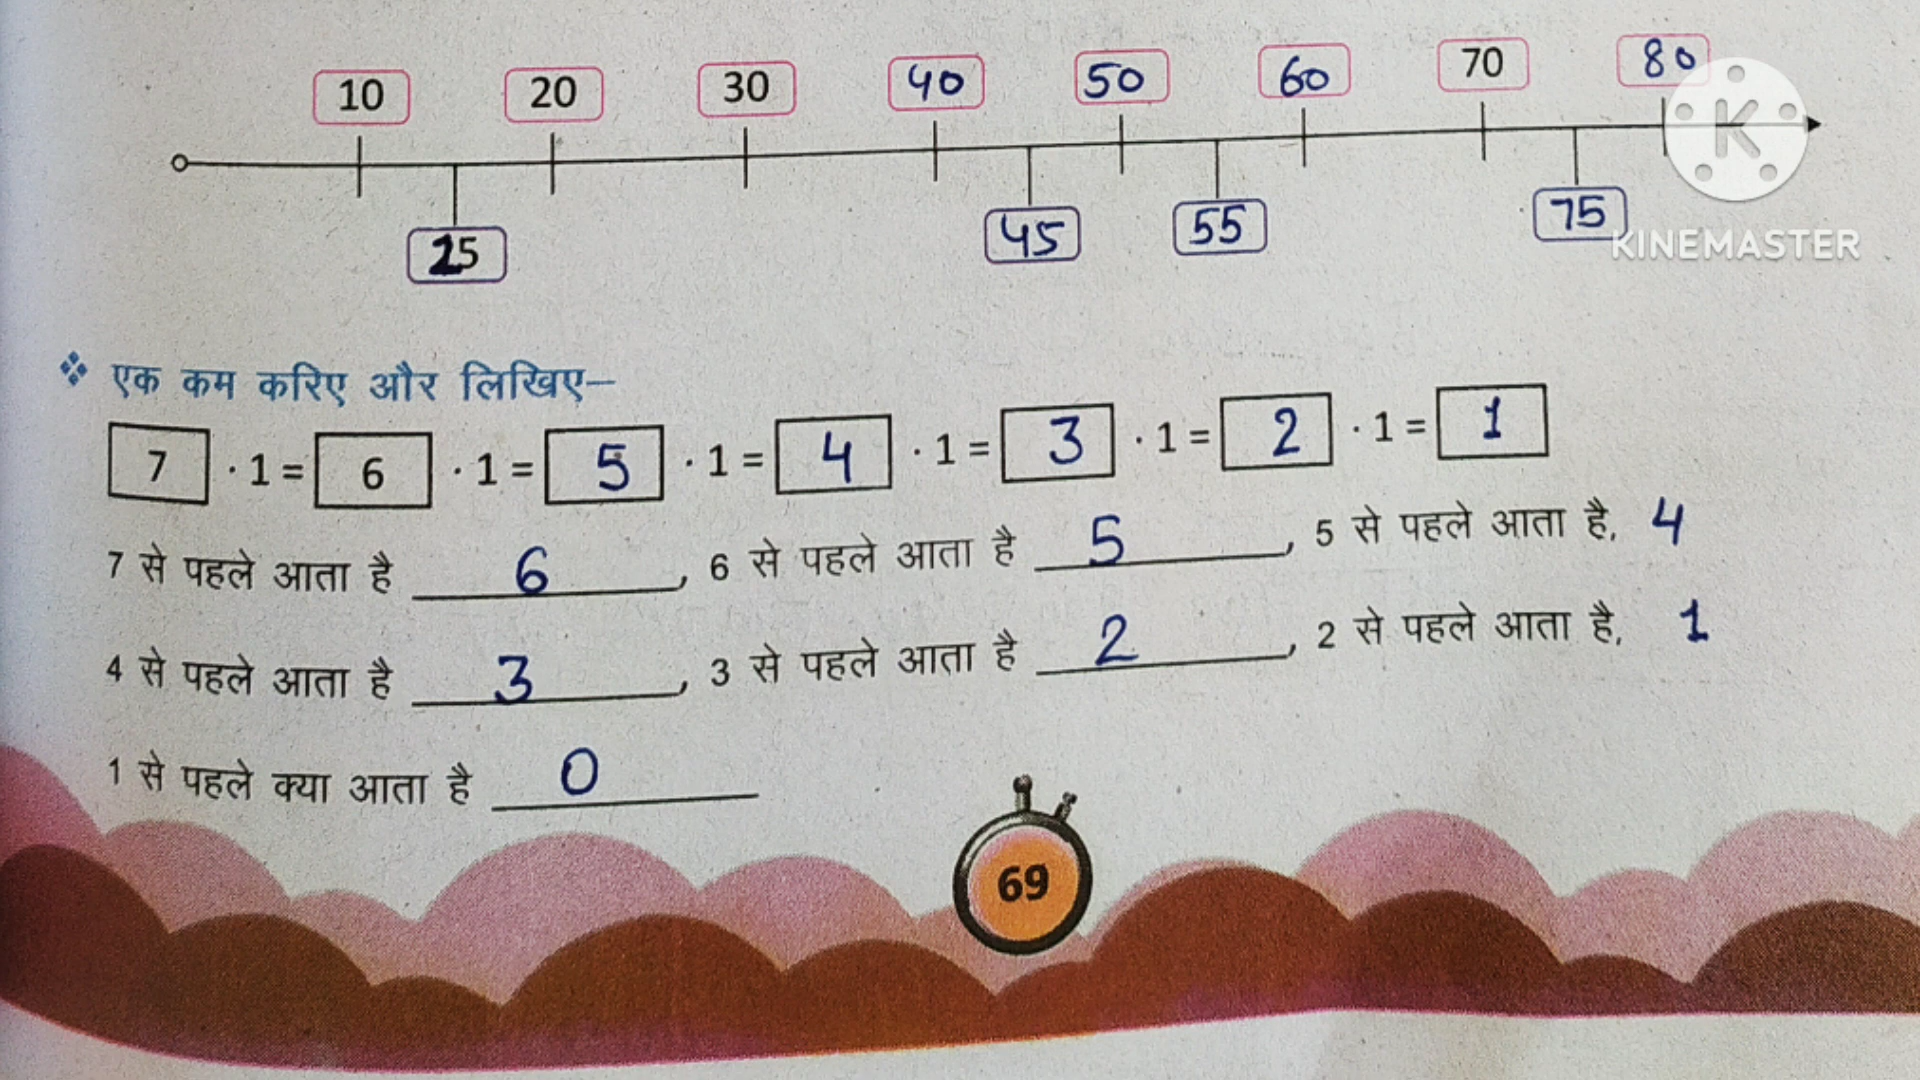 10 20 30 40 50 60 70 80
K
25 45 55 75
KINEMASTER
❖ एक कम करिए और लिखिए–
7 · 1 = 6 · 1 = 5 · 1 = 4 · 1 = 3 · 1 = 2 · 1 = 1
7 से पहले आता है 6, 6 से पहले आता है 5, 5 से पहले आता है, 4
4 से पहले आता है 3, 3 से पहले आता है 2, 2 से पहले आता है, 1
1 से पहले क्या आता है 0
69